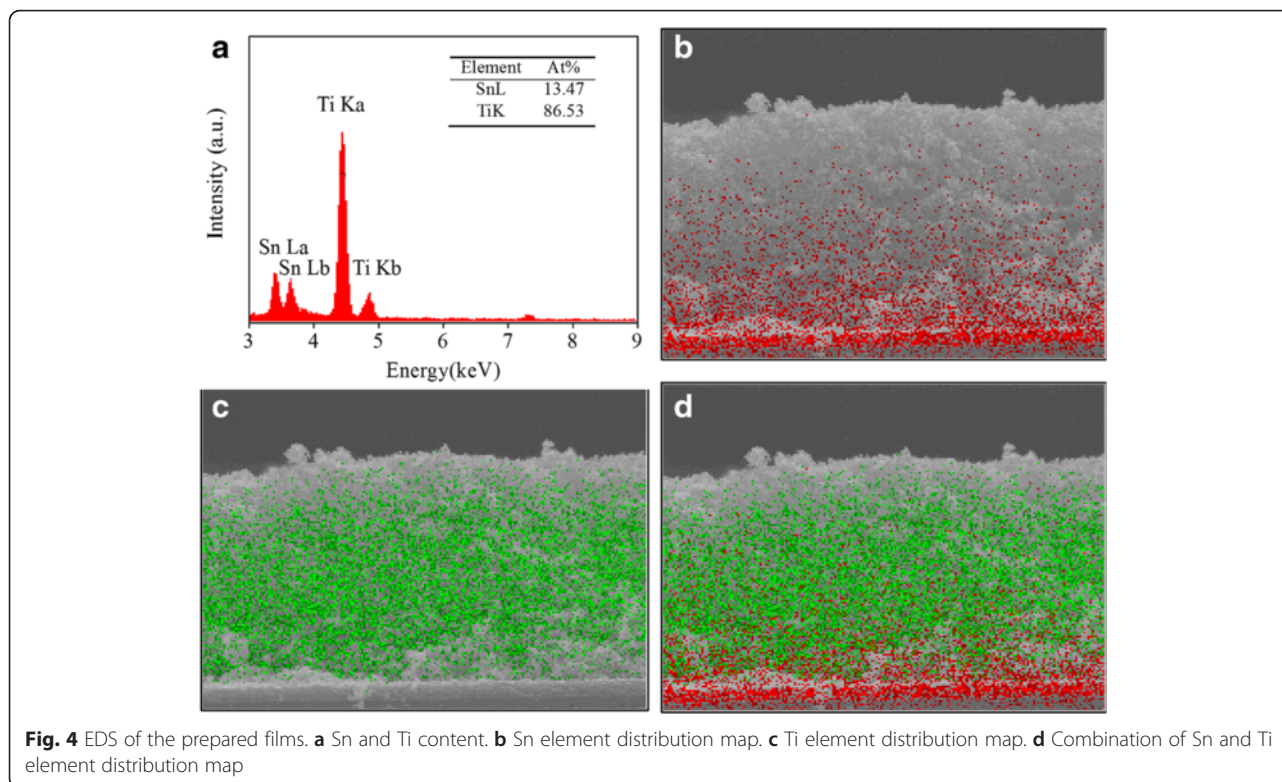 a
Element At%
SnL 13.47
TiK 86.53
Ti Ka
Sn La
Sn Lb
Ti Kb
Intensity (a.u.)
3 4 5 6 7 8 9
Energy(keV)
b
c
d
Fig. 4 EDS of the prepared films. a Sn and Ti content. b Sn element distribution map. c Ti element distribution map. d Combination of Sn and Ti
element distribution map